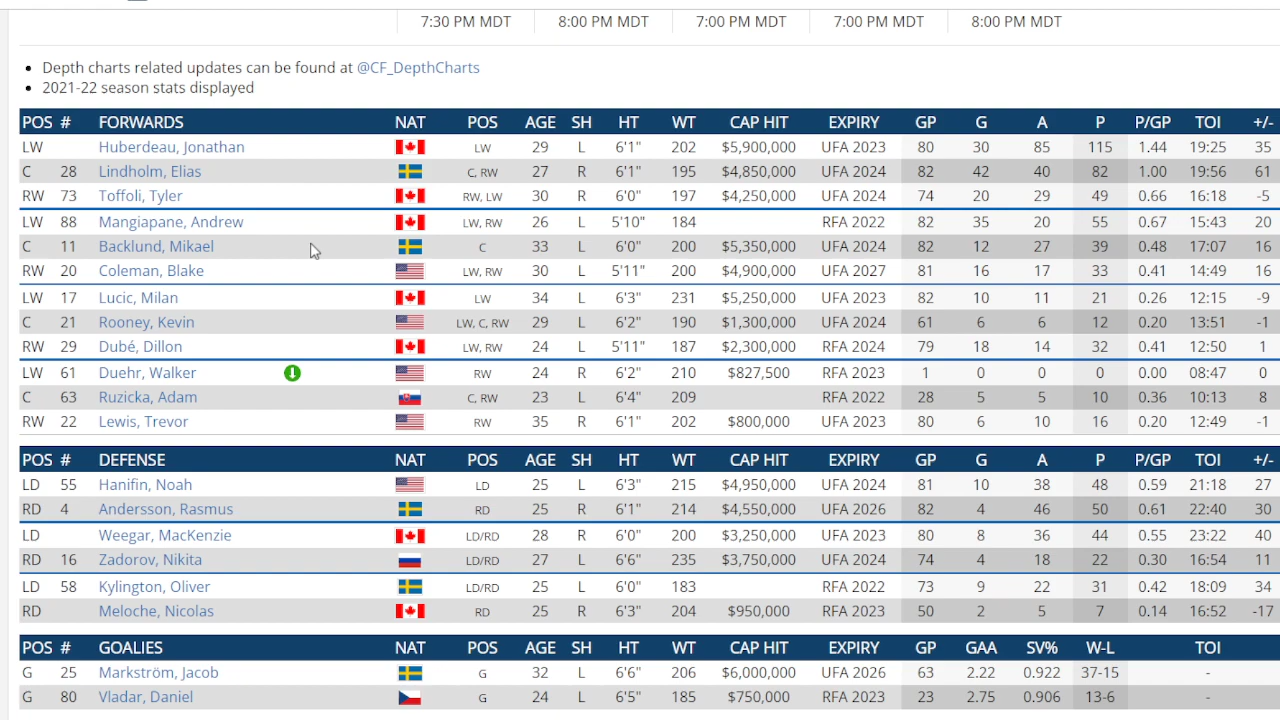 7:30 PM MDT 8:00 PM MDT 7:00 PM MDT 7:00 PM MDT 8:00 PM MDT
• Depth charts related updates can be found at @CF_DepthCharts
• 2021-22 season stats displayed
POS # FORWARDS NAT POS AGE SH HT WT CAP HIT EXPIRY GP G A P P/GP TOI +/-
LW Huberdeau, Jonathan LW 29 L 6'1" 202 $5,900,000 UFA 2023 80 30 85 115 1.44 19:25 35
C 28 Lindholm, Elias C, RW 27 R 6'1" 195 $4,850,000 UFA 2024 82 42 40 82 1.00 19:56 61
RW 73 Toffoli, Tyler RW, LW 30 R 6'0" 197 $4,250,000 UFA 2024 74 20 29 49 0.66 16:18 -5
LW 88 Mangiapane, Andrew LW, RW 26 L 5'10" 184 RFA 2022 82 35 20 55 0.67 15:43 20
C 11 Backlund, Mikael C 33 L 6'0" 200 $5,350,000 UFA 2024 82 12 27 39 0.48 17:07 16
RW 20 Coleman, Blake LW, RW 30 L 5'11" 200 $4,900,000 UFA 2027 81 16 17 33 0.41 14:49 16
LW 17 Lucic, Milan LW 34 L 6'3" 231 $5,250,000 UFA 2023 82 10 11 21 0.26 12:15 -9
C 21 Rooney, Kevin LW, C, RW 29 L 6'2" 190 $1,300,000 UFA 2024 61 6 6 12 0.20 13:51 -1
RW 29 Dubé, Dillon LW, RW 24 L 5'11" 187 $2,300,000 RFA 2024 79 18 14 32 0.41 12:50 1
LW 61 Duehr, Walker RW 24 R 6'2" 210 $827,500 RFA 2023 1 0 0 0 0.00 08:47 0
C 63 Ruzicka, Adam C, RW 23 L 6'4" 209 RFA 2022 28 5 5 10 0.36 10:13 8
RW 22 Lewis, Trevor RW 35 R 6'1" 202 $800,000 UFA 2023 80 6 10 16 0.20 12:49 -1
POS # DEFENSE NAT POS AGE SH HT WT CAP HIT EXPIRY GP G A P P/GP TOI +/-
LD 55 Hanifin, Noah LD 25 L 6'3" 215 $4,950,000 UFA 2024 81 10 38 48 0.59 21:18 27
RD 4 Andersson, Rasmus RD 25 R 6'1" 214 $4,550,000 UFA 2026 82 4 46 50 0.61 22:40 30
LD Weegar, MacKenzie LD/RD 28 R 6'0" 200 $3,250,000 UFA 2023 80 8 36 44 0.55 23:22 40
RD 16 Zadorov, Nikita LD/RD 27 L 6'6" 235 $3,750,000 UFA 2024 74 4 18 22 0.30 16:54 11
LD 58 Kylington, Oliver LD/RD 25 L 6'0" 183 RFA 2022 73 9 22 31 0.42 18:09 34
RD Meloche, Nicolas RD 25 R 6'3" 204 $950,000 RFA 2023 50 2 5 7 0.14 16:52 -17
POS # GOALIES NAT POS AGE SH HT WT CAP HIT EXPIRY GP GAA SV% W-L TOI
G 25 Markström, Jacob G 32 L 6'6" 206 $6,000,000 UFA 2026 63 2.22 0.922 37-15 -
G 80 Vladar, Daniel G 24 L 6'5" 185 $750,000 RFA 2023 23 2.75 0.906 13-6 -